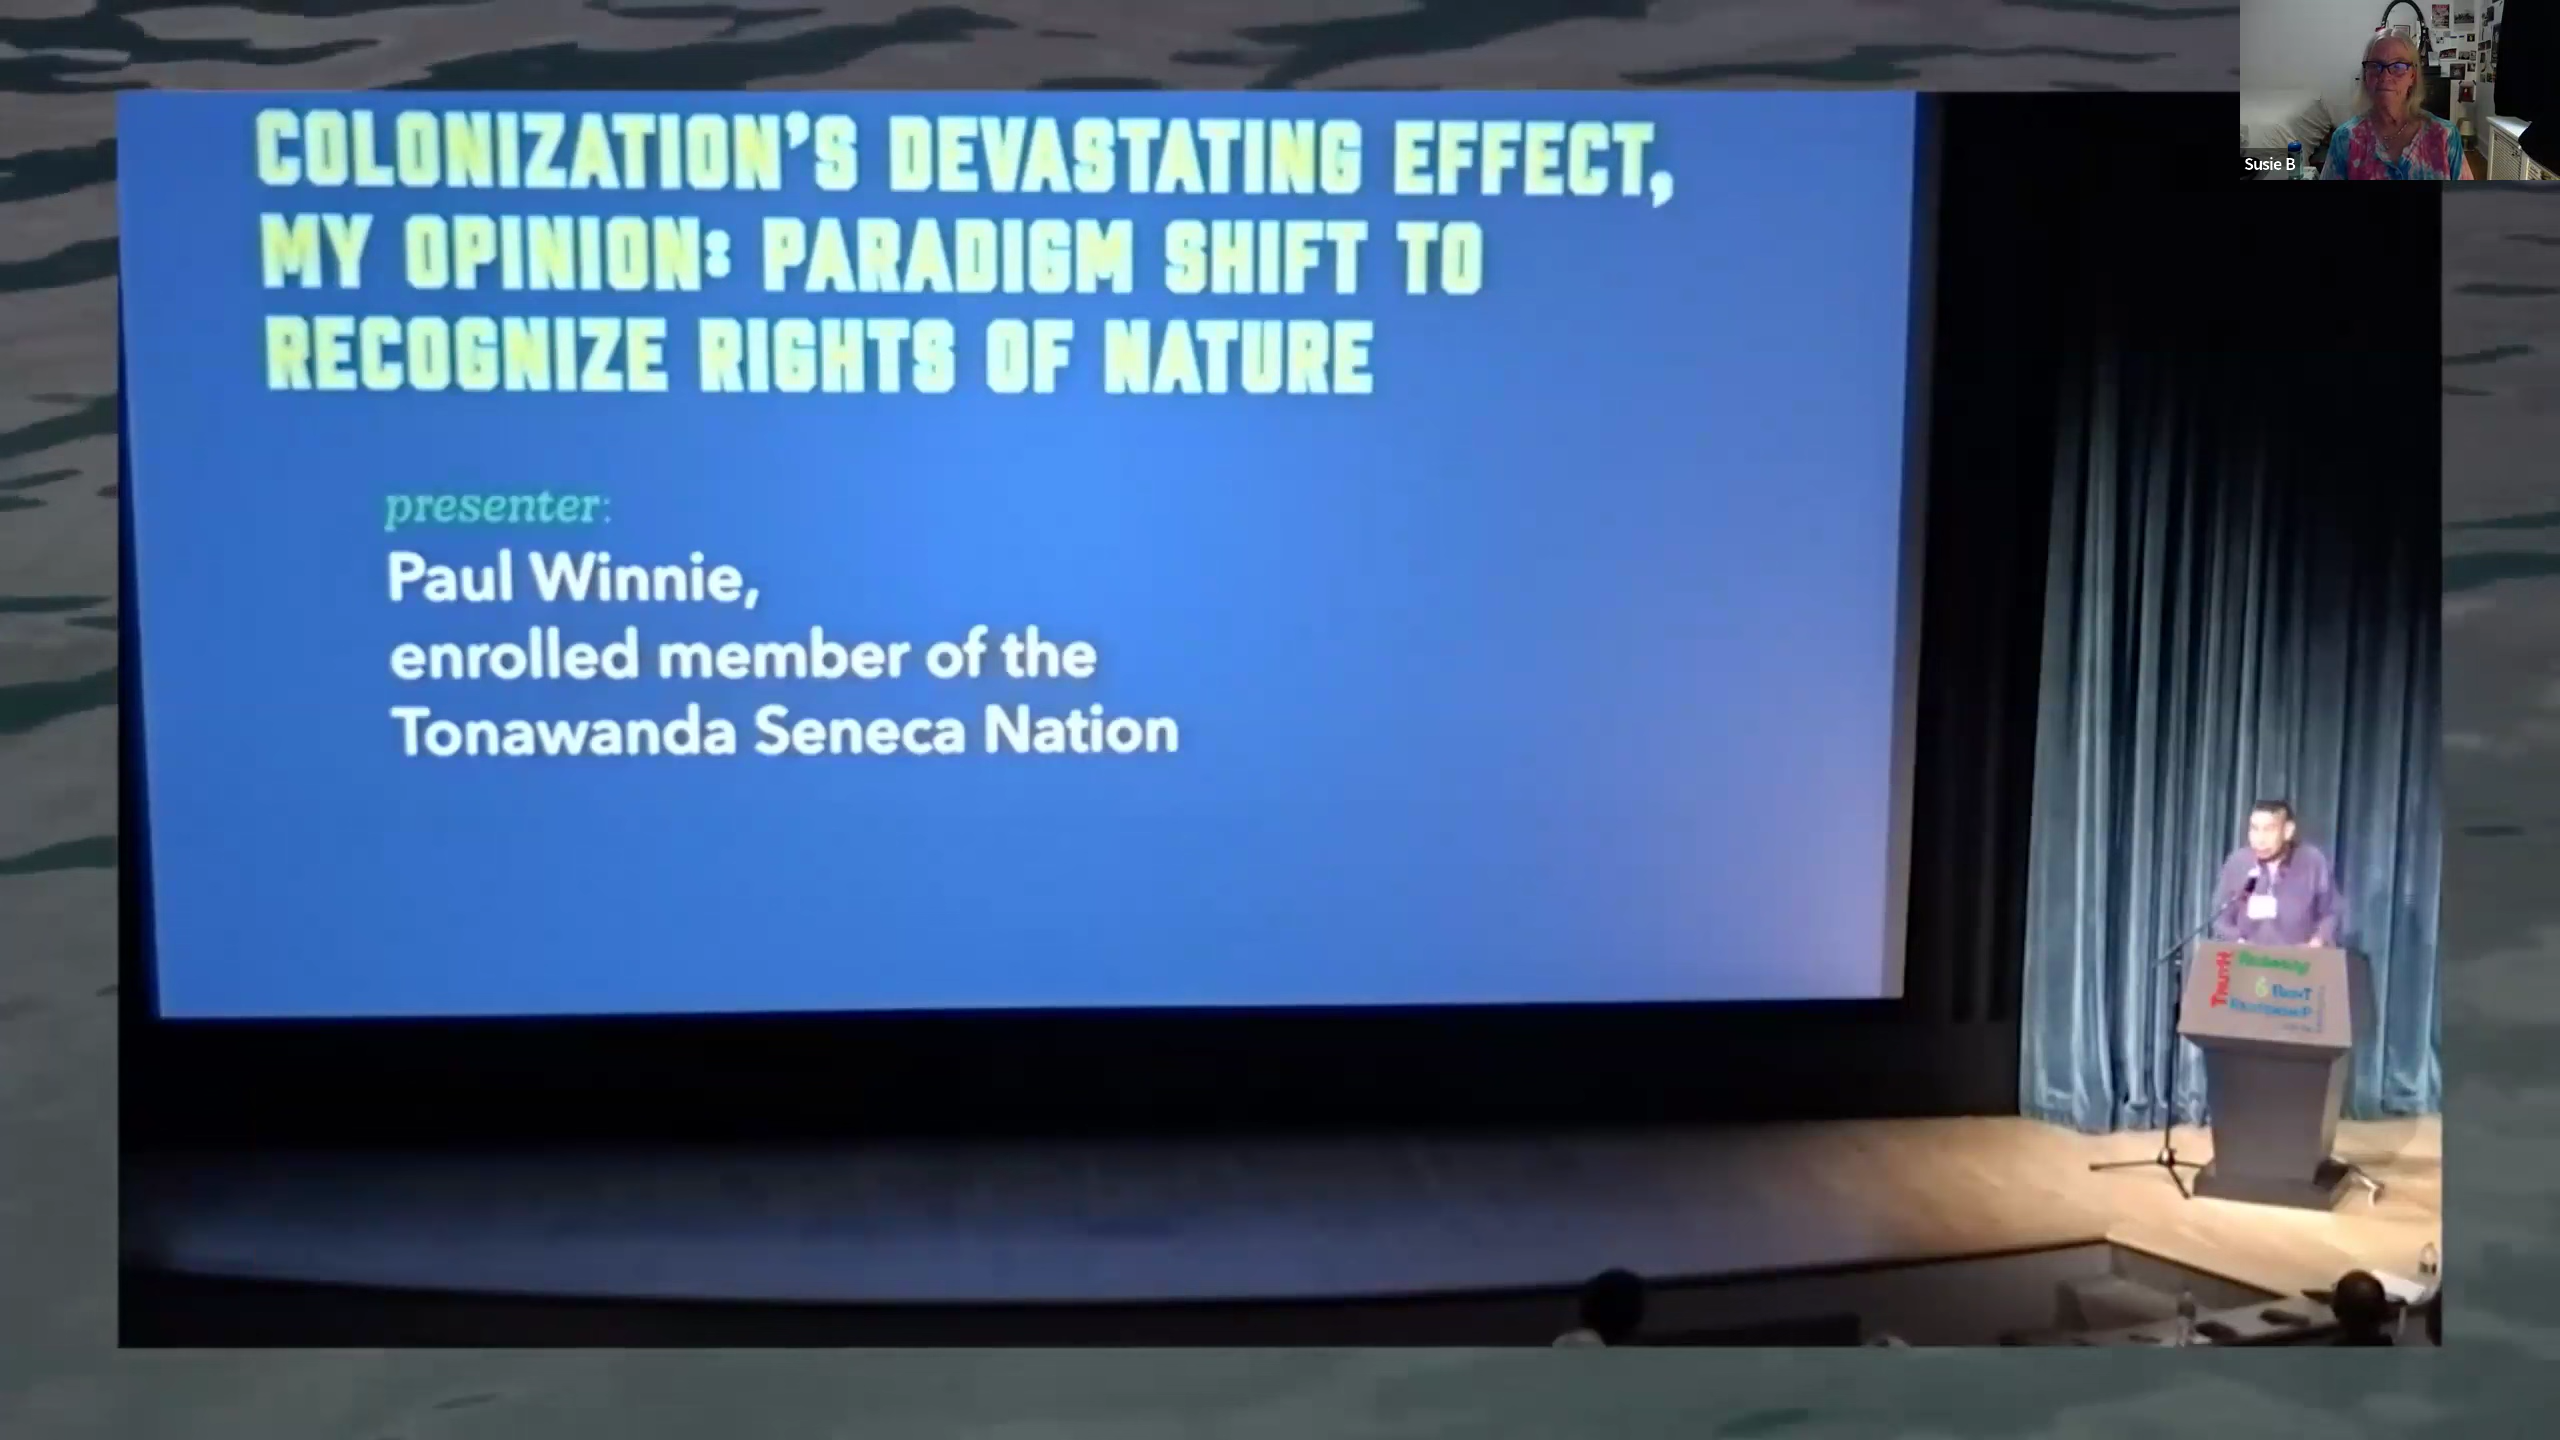 COLONIZATION'S DEVASTATING EFFECT,
MY OPINION: PARADIGM SHIFT TO
RECOGNIZE RIGHTS OF NATURE
presenter:
Paul Winnie,
enrolled member of the
Tonawanda Seneca Nation
Susie B
TRUTH